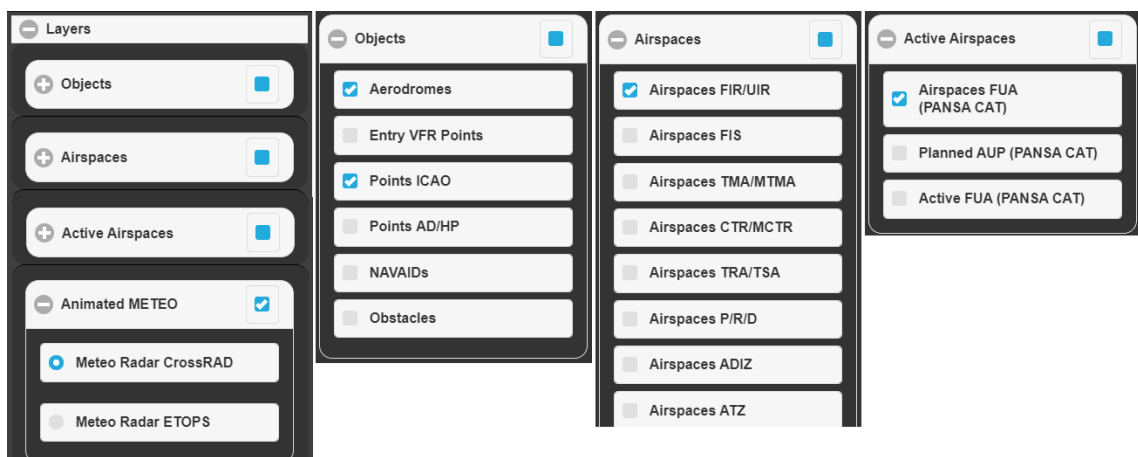 Layers
Objects
Airspaces
Active Airspaces
Animated METEO
Meteo Radar CrossRAD
Meteo Radar ETOPS
Objects
Aerodromes
Entry VFR Points
Points ICAO
Points AD/HP
NAVAIDs
Obstacles
Airspaces
Airspaces FIR/UIR
Airspaces FIS
Airspaces TMA/MTMA
Airspaces CTR/MCTR
Airspaces TRA/TSA
Airspaces P/R/D
Airspaces ADIZ
Airspaces ATZ
Active Airspaces
Airspaces FUA
(PANSA CAT)
Planned AUP (PANSA CAT)
Active FUA (PANSA CAT)